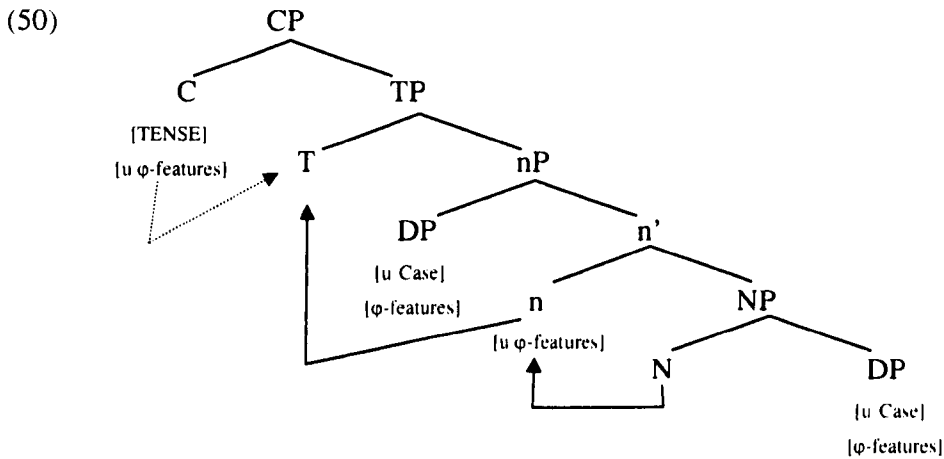 (50)
CP
C TP
[TENSE]
[u φ-features]
T nP
DP n'
[u Case]
[φ-features]
n NP
[u φ-features]
N DP
[u Case]
[φ-features]